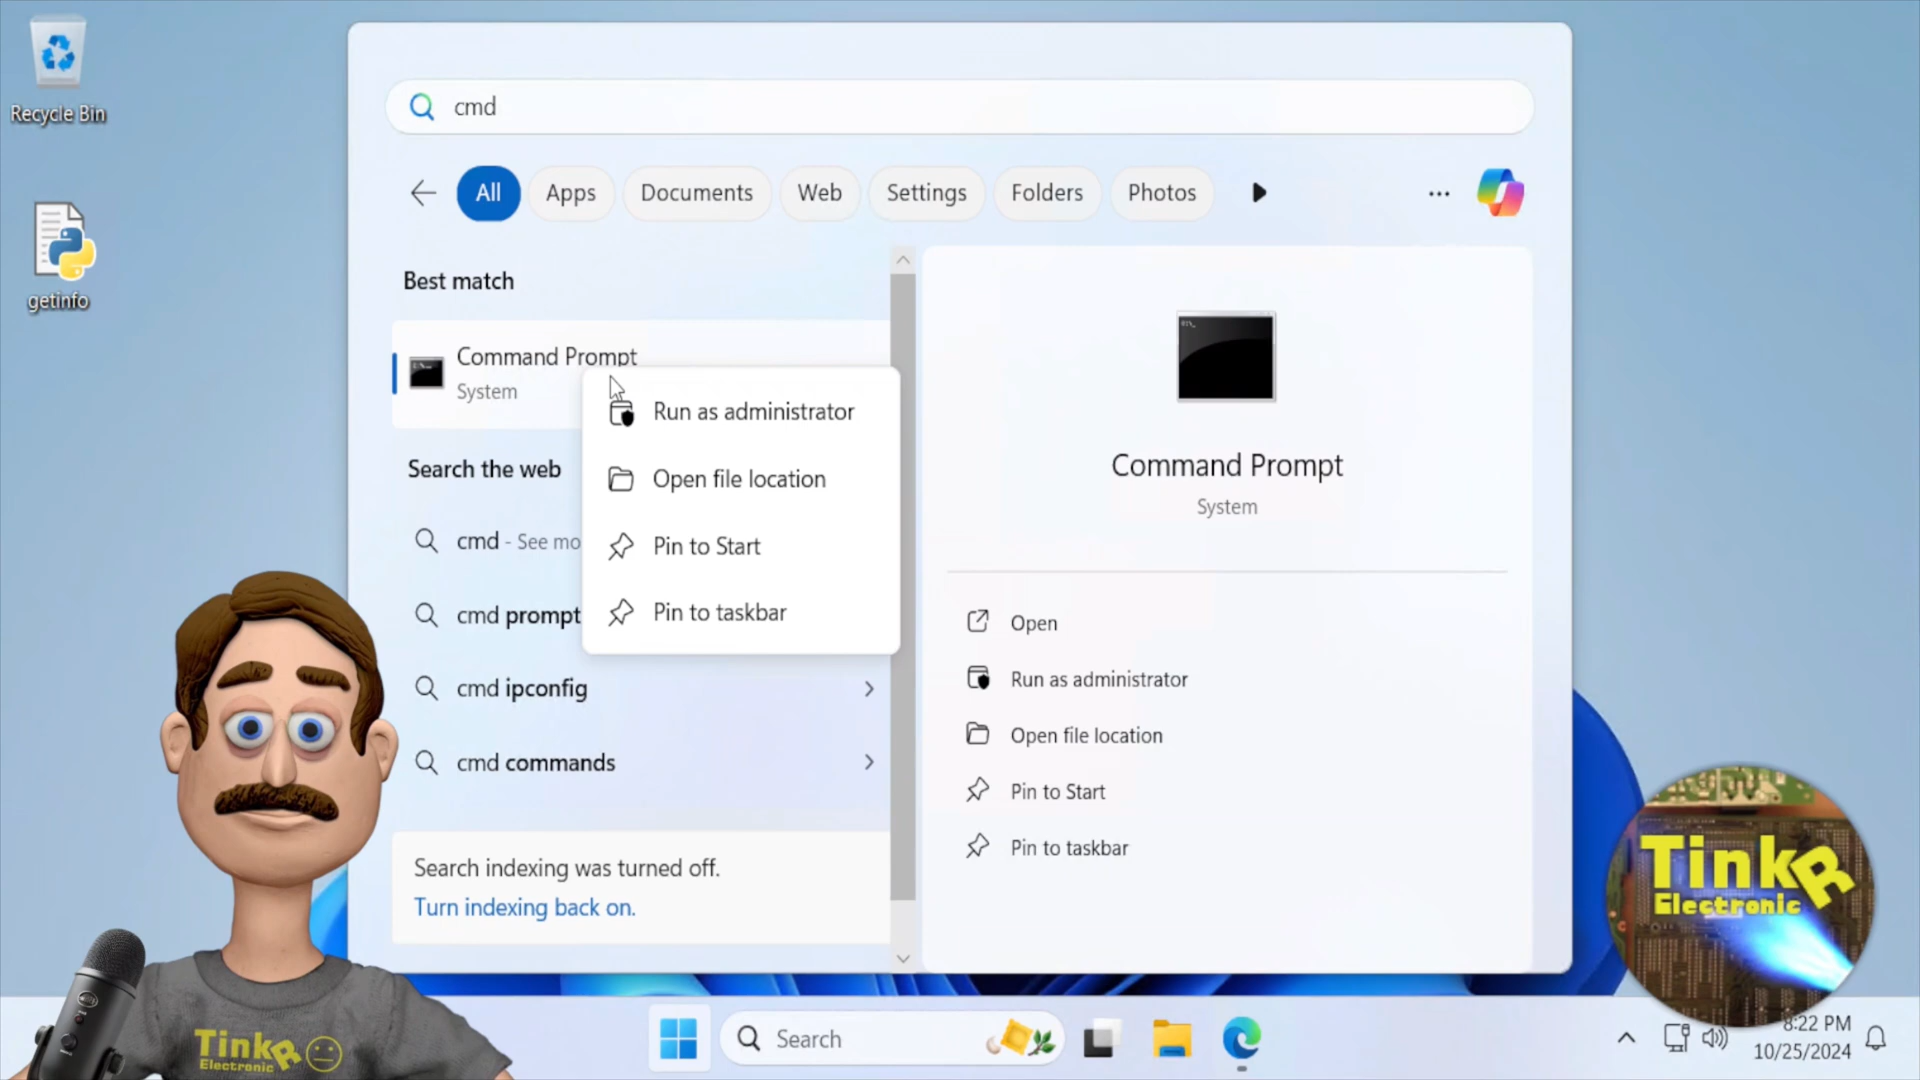 Recycle Bin
getinfo
cmd
All
Apps
Documents
Web
Settings
Folders
Photos
Best match
Command Prompt
System
Run as administrator
Open file location
Pin to Start
Pin to taskbar
Search the web
cmd - See mo
cmd prompt
cmd ipconfig
cmd commands
Search indexing was turned off.
Turn indexing back on.
Command Prompt
System
Open
Run as administrator
Open file location
Pin to Start
Pin to taskbar
TinkR
Electronic
TinkR
Electronic
Search
8:22 PM
10/25/2024